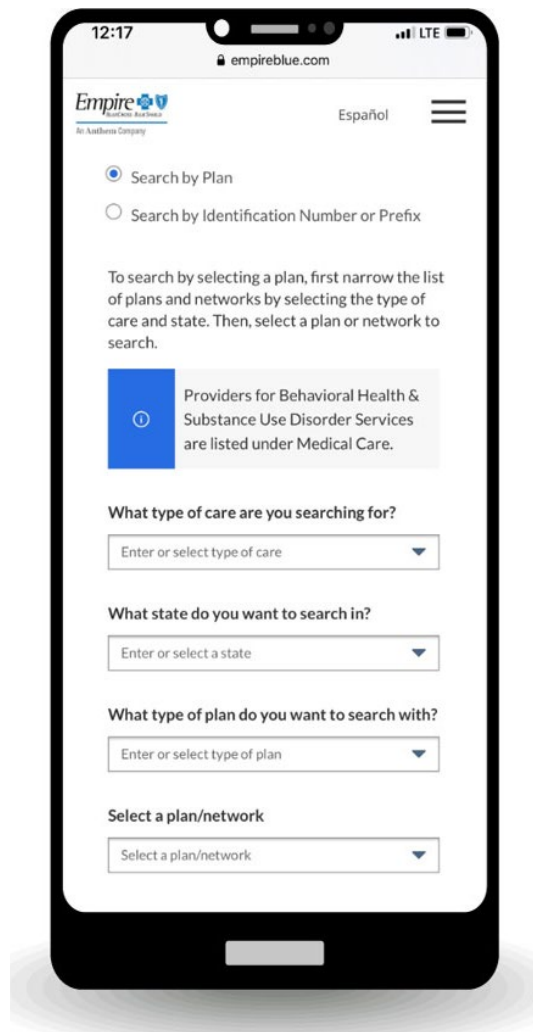 12:17
LTE
empireblue.com
Empire
BlueCross BlueShield
An Anthem Company
Español
Search by Plan
Search by Identification Number or Prefix
To search by selecting a plan, first narrow the list
of plans and networks by selecting the type of
care and state. Then, select a plan or network to
search.
Providers for Behavioral Health &
Substance Use Disorder Services
are listed under Medical Care.
What type of care are you searching for?
Enter or select type of care
What state do you want to search in?
Enter or select a state
What type of plan do you want to search with?
Enter or select type of plan
Select a plan/network
Select a plan/network